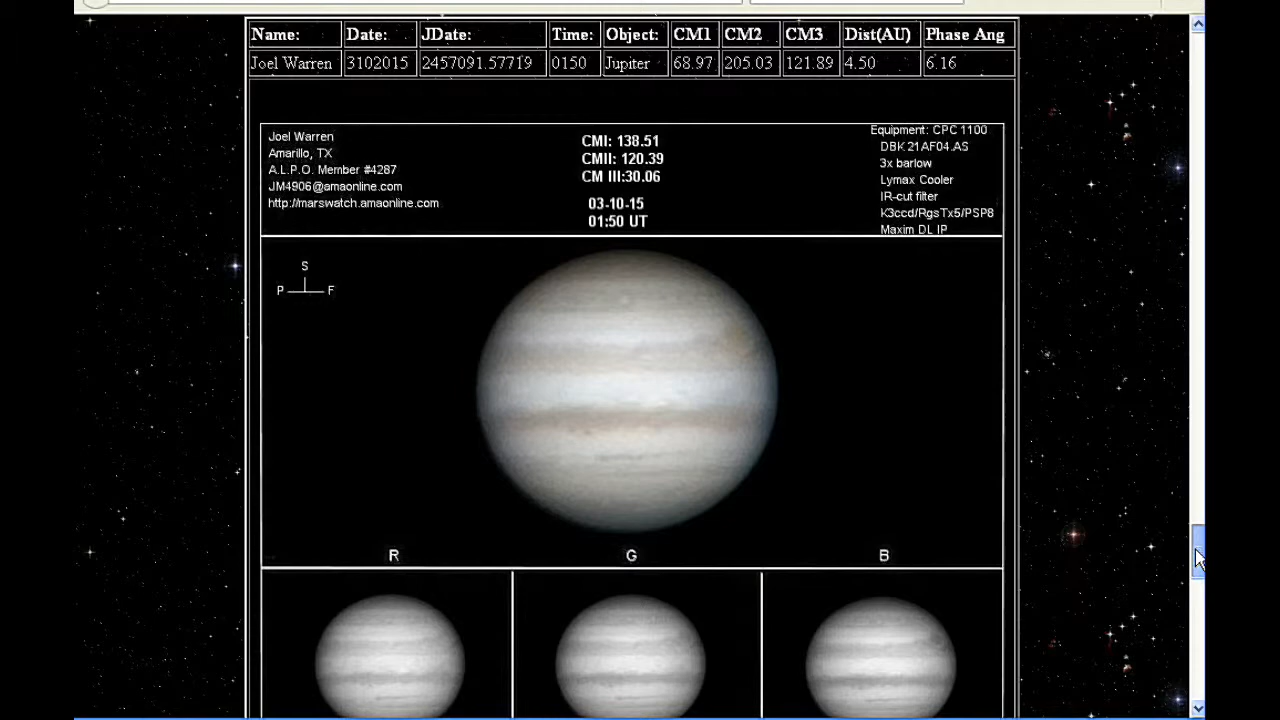 Name: Date: JDate: Time: Object: CM1 CM2 CM3 Dist(AU) Phase Ang
Joel Warren 3102015 2457091.57719 0150 Jupiter 68.97 205.03 121.89 4.50 6.16
Joel Warren
Amarillo, TX
A.L.P.O. Member #4287
JM4906@amaonline.com
http://marswatch.amaonline.com
CMI: 138.51
CMII: 120.39
CM III:30.06
03-10-15
01:50 UT
Equipment: CPC 1100
DBK 21AF04.AS
3x barlow
Lymax Cooler
IR-cut filter
K3ccd/RgsTx5/PSP8
Maxim DL IP
S
P F
R G B